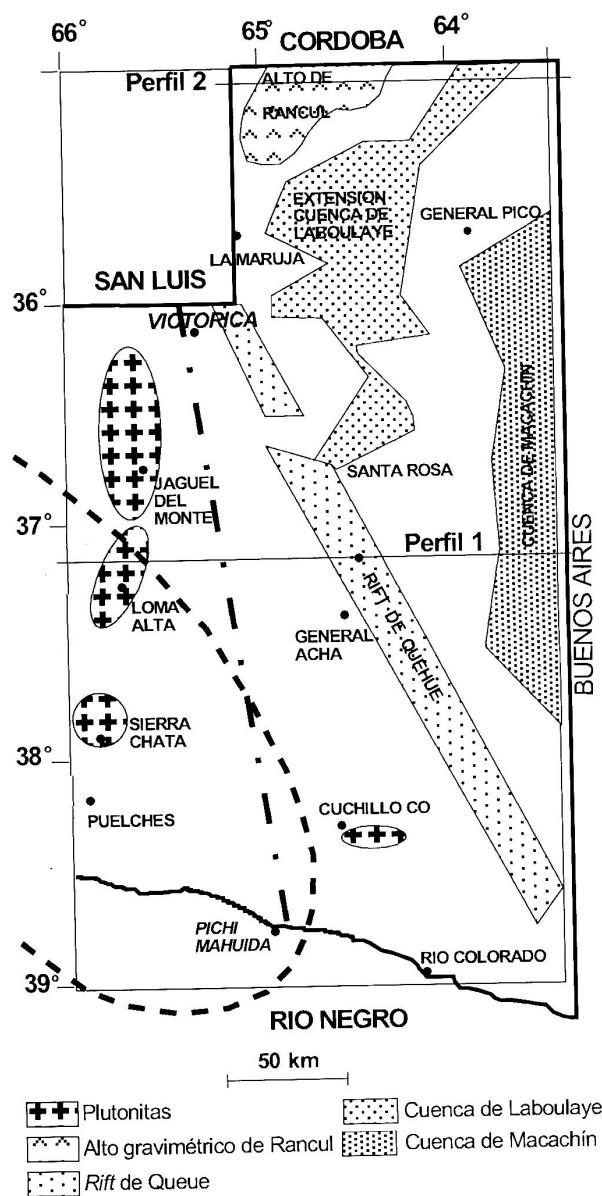 66
65
64
CORDOBA
Perfil 2
ALTO DE
RANCUL
EXTENSION
CUENCA DE
LABOULAYE
GENERAL PICO
LA MARUJA
SAN LUIS
36°
VICTORICA
CUENCA DE MACACHIN
SANTA ROSA
JAGUEL
DEL
MONTE
37°
Perfil 1
RIFT DE QUEHUE
BUENOS AIRES
LOMA
ALTA
GENERAL
ACHA
SIERRA
CHATA
38°
PUELCHES
CUCHILLO CO
PICHI
MAHUIDA
RIO COLORADO
39°
RIO NEGRO
50 km
Plutonitas
Cuenca de Laboulaye
Alto gravimétrico de Rancul
Cuenca de Macachín
Rift de Queue